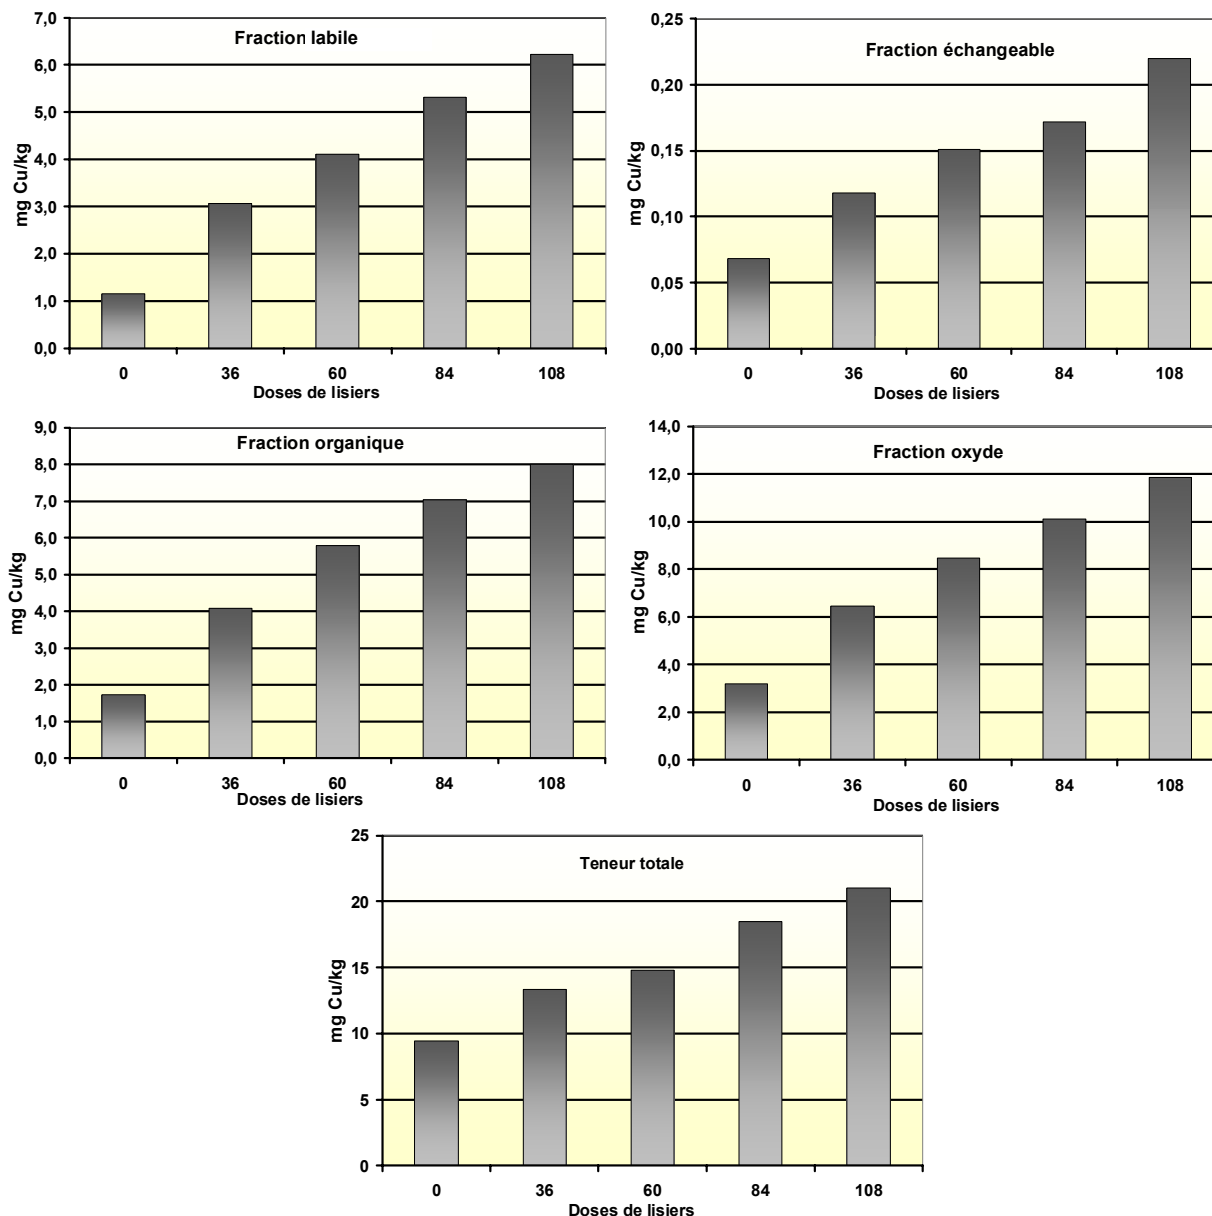 Fraction labile
mg Cu/kg
7,0
6,0
5,0
4,0
3,0
2,0
1,0
0,0
0 36 60 84 108
Doses de lisiers
Fraction échangeable
mg Cu/kg
0,25
0,20
0,15
0,10
0,05
0,00
0 36 60 84 108
Doses de lisiers
Fraction organique
mg Cu/kg
9,0
8,0
7,0
6,0
5,0
4,0
3,0
2,0
1,0
0,0
0 36 60 84 108
Doses de lisiers
Fraction oxyde
mg Cu/kg
14,0
12,0
10,0
8,0
6,0
4,0
2,0
0,0
0 36 60 84 108
Doses de lisiers
Teneur totale
mg Cu/kg
25
20
15
10
5
0
0 36 60 84 108
Doses de lisiers